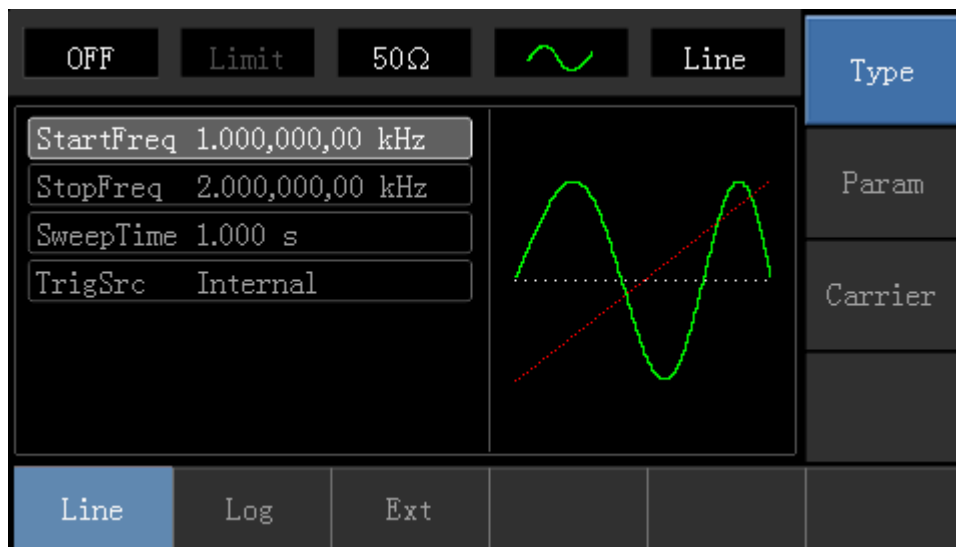 OFF Limit 50Ω Line
Type
StartFreq 1.000,000,00 kHz
StopFreq 2.000,000,00 kHz
SweepTime 1.000 s
TrigSrc Internal
Param
Carrier
Line Log Ext